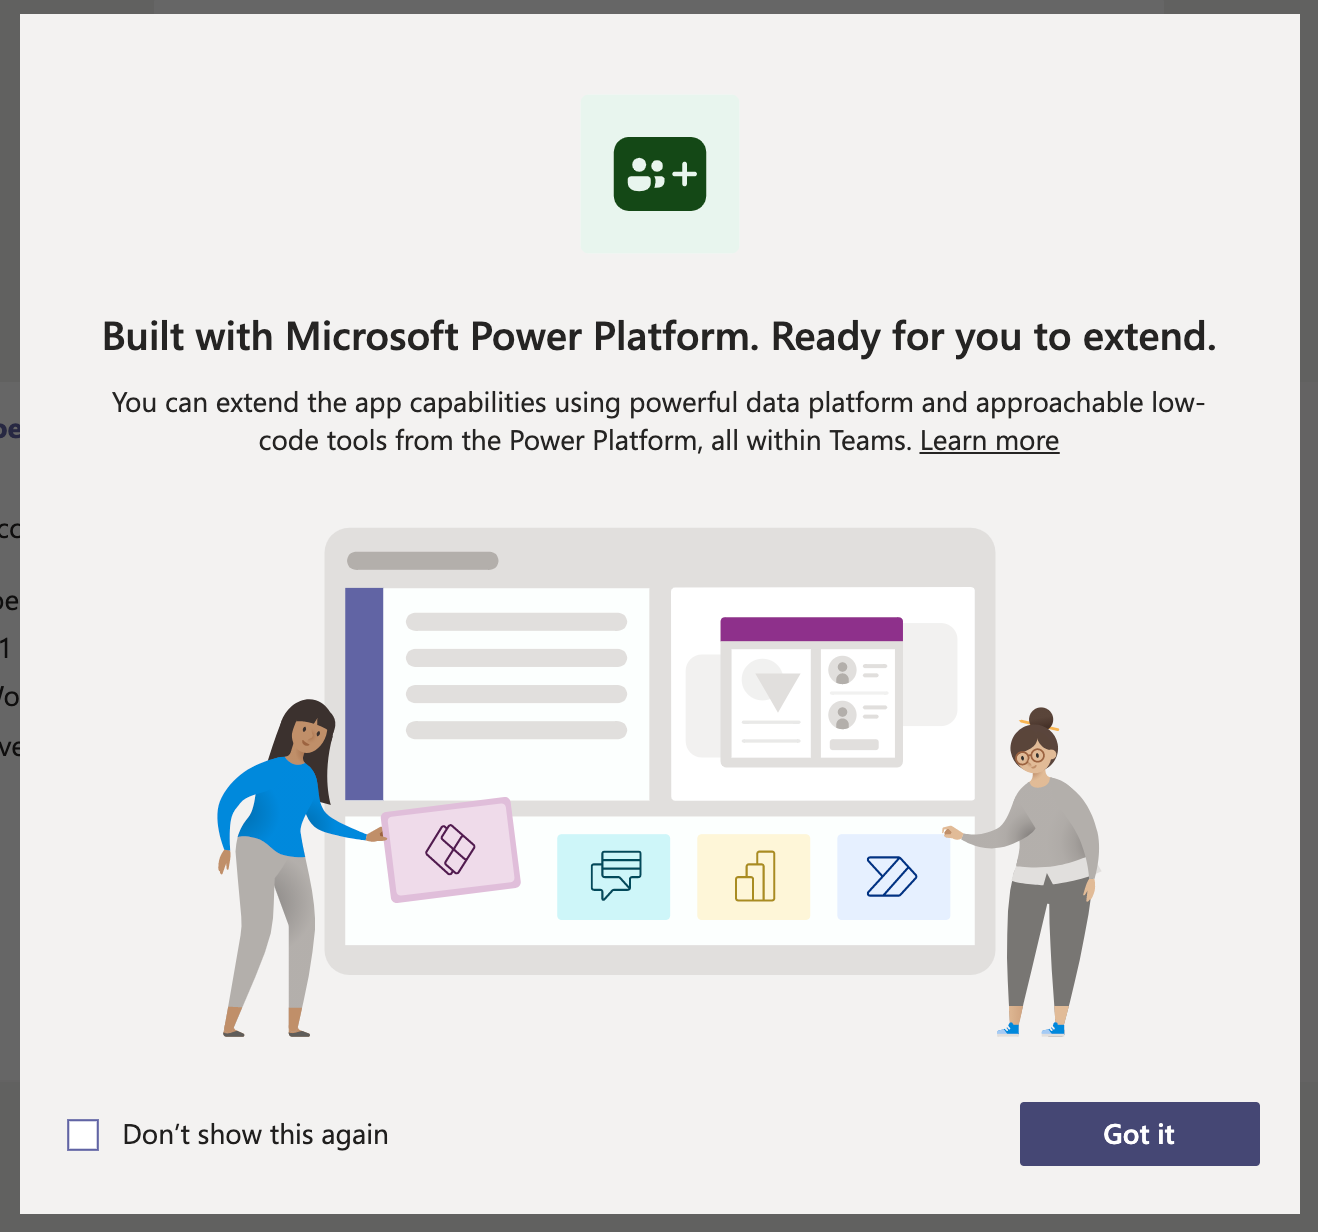 Built with Microsoft Power Platform. Ready for you to extend.
You can extend the app capabilities using powerful data platform and approachable low-
code tools from the Power Platform, all within Teams. Learn more
Don't show this again
Got it